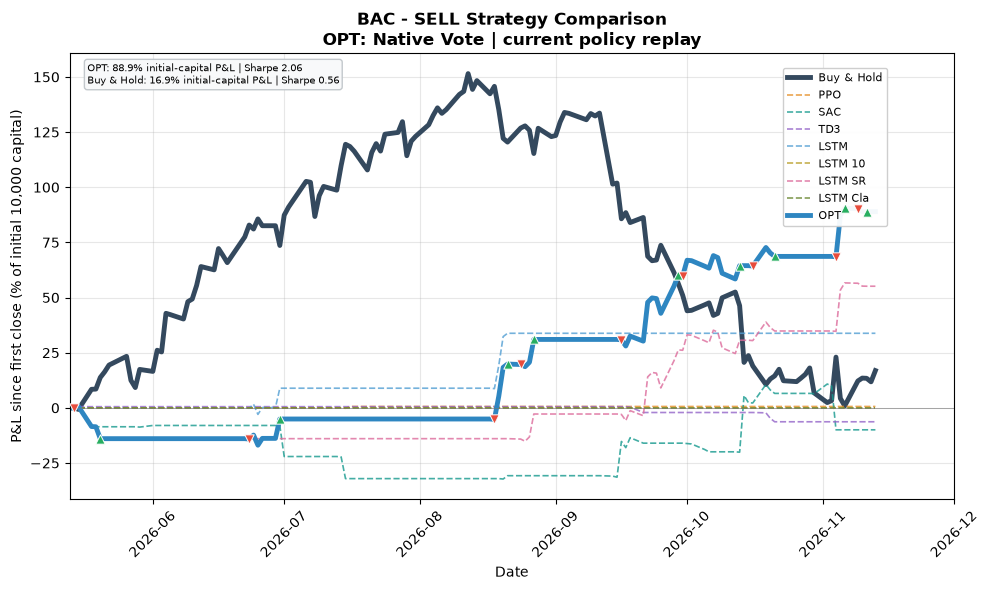 BAC - SELL Strategy Comparison
OPT: Native Vote | current policy replay
OPT: 88.9% initial-capital P&L | Sharpe 2.06
Buy & Hold: 16.9% initial-capital P&L | Sharpe 0.56
Buy & Hold
PPO
SAC
TD3
LSTM
LSTM 10
LSTM SR
LSTM Cla
OPT
P&L since first close (% of initial 10,000 capital)
150
125
100
75
50
25
0
−25
2026-06
2026-07
2026-08
2026-09
2026-10
2026-11
2026-12
Date